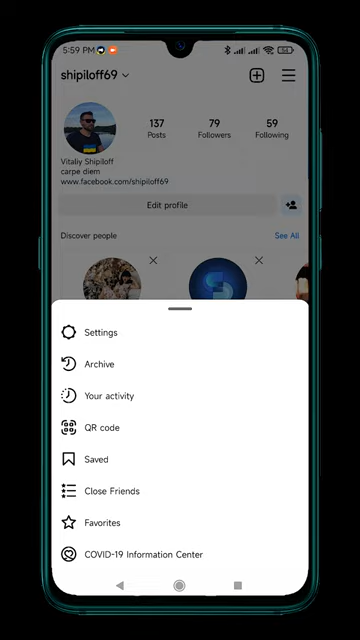 5:59 PM
54
shipiloff69
137
79
59
Posts
Followers
Following
Vitaliy Shipiloff
carpe diem
www.facebook.com/shipiloff69
Edit profile
Discover people
See All
Settings
Archive
Your activity
QR code
Saved
Close Friends
Favorites
COVID-19 Information Center